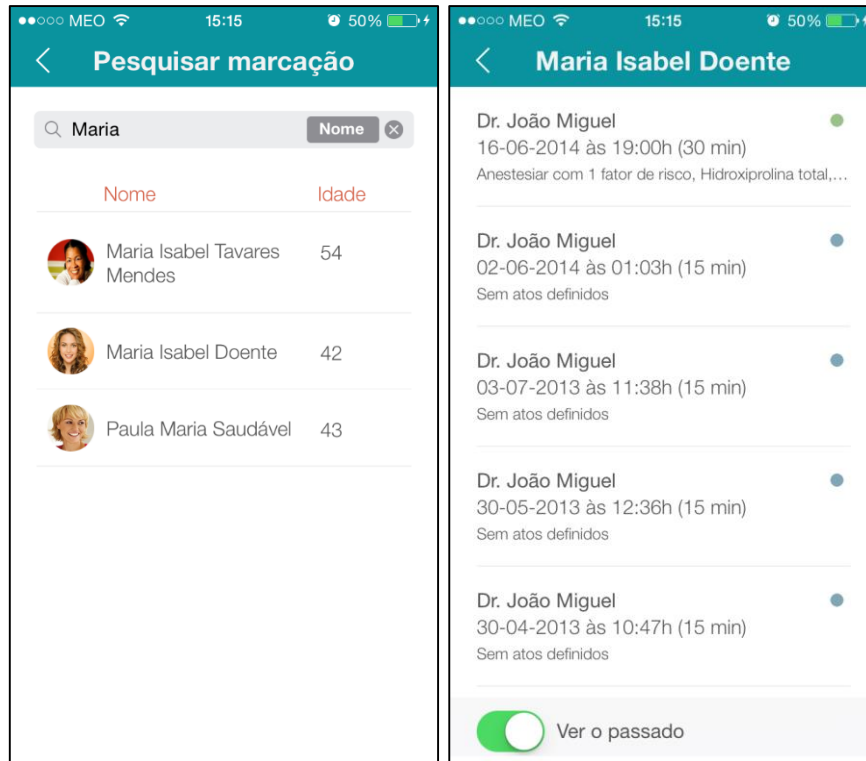 MEO 15:15 50%
Pesquisar marcação
Maria Nome
Nome Idade
Maria Isabel Tavares 54
Mendes
Maria Isabel Doente 42
Paula Maria Saudável 43
MEO 15:15 50%
Maria Isabel Doente
Dr. João Miguel
16-06-2014 às 19:00h (30 min)
Anestesiar com 1 fator de risco, Hidroxiprolina total,...
Dr. João Miguel
02-06-2014 às 01:03h (15 min)
Sem atos definidos
Dr. João Miguel
03-07-2013 às 11:38h (15 min)
Sem atos definidos
Dr. João Miguel
30-05-2013 às 12:36h (15 min)
Sem atos definidos
Dr. João Miguel
30-04-2013 às 10:47h (15 min)
Sem atos definidos
Ver o passado